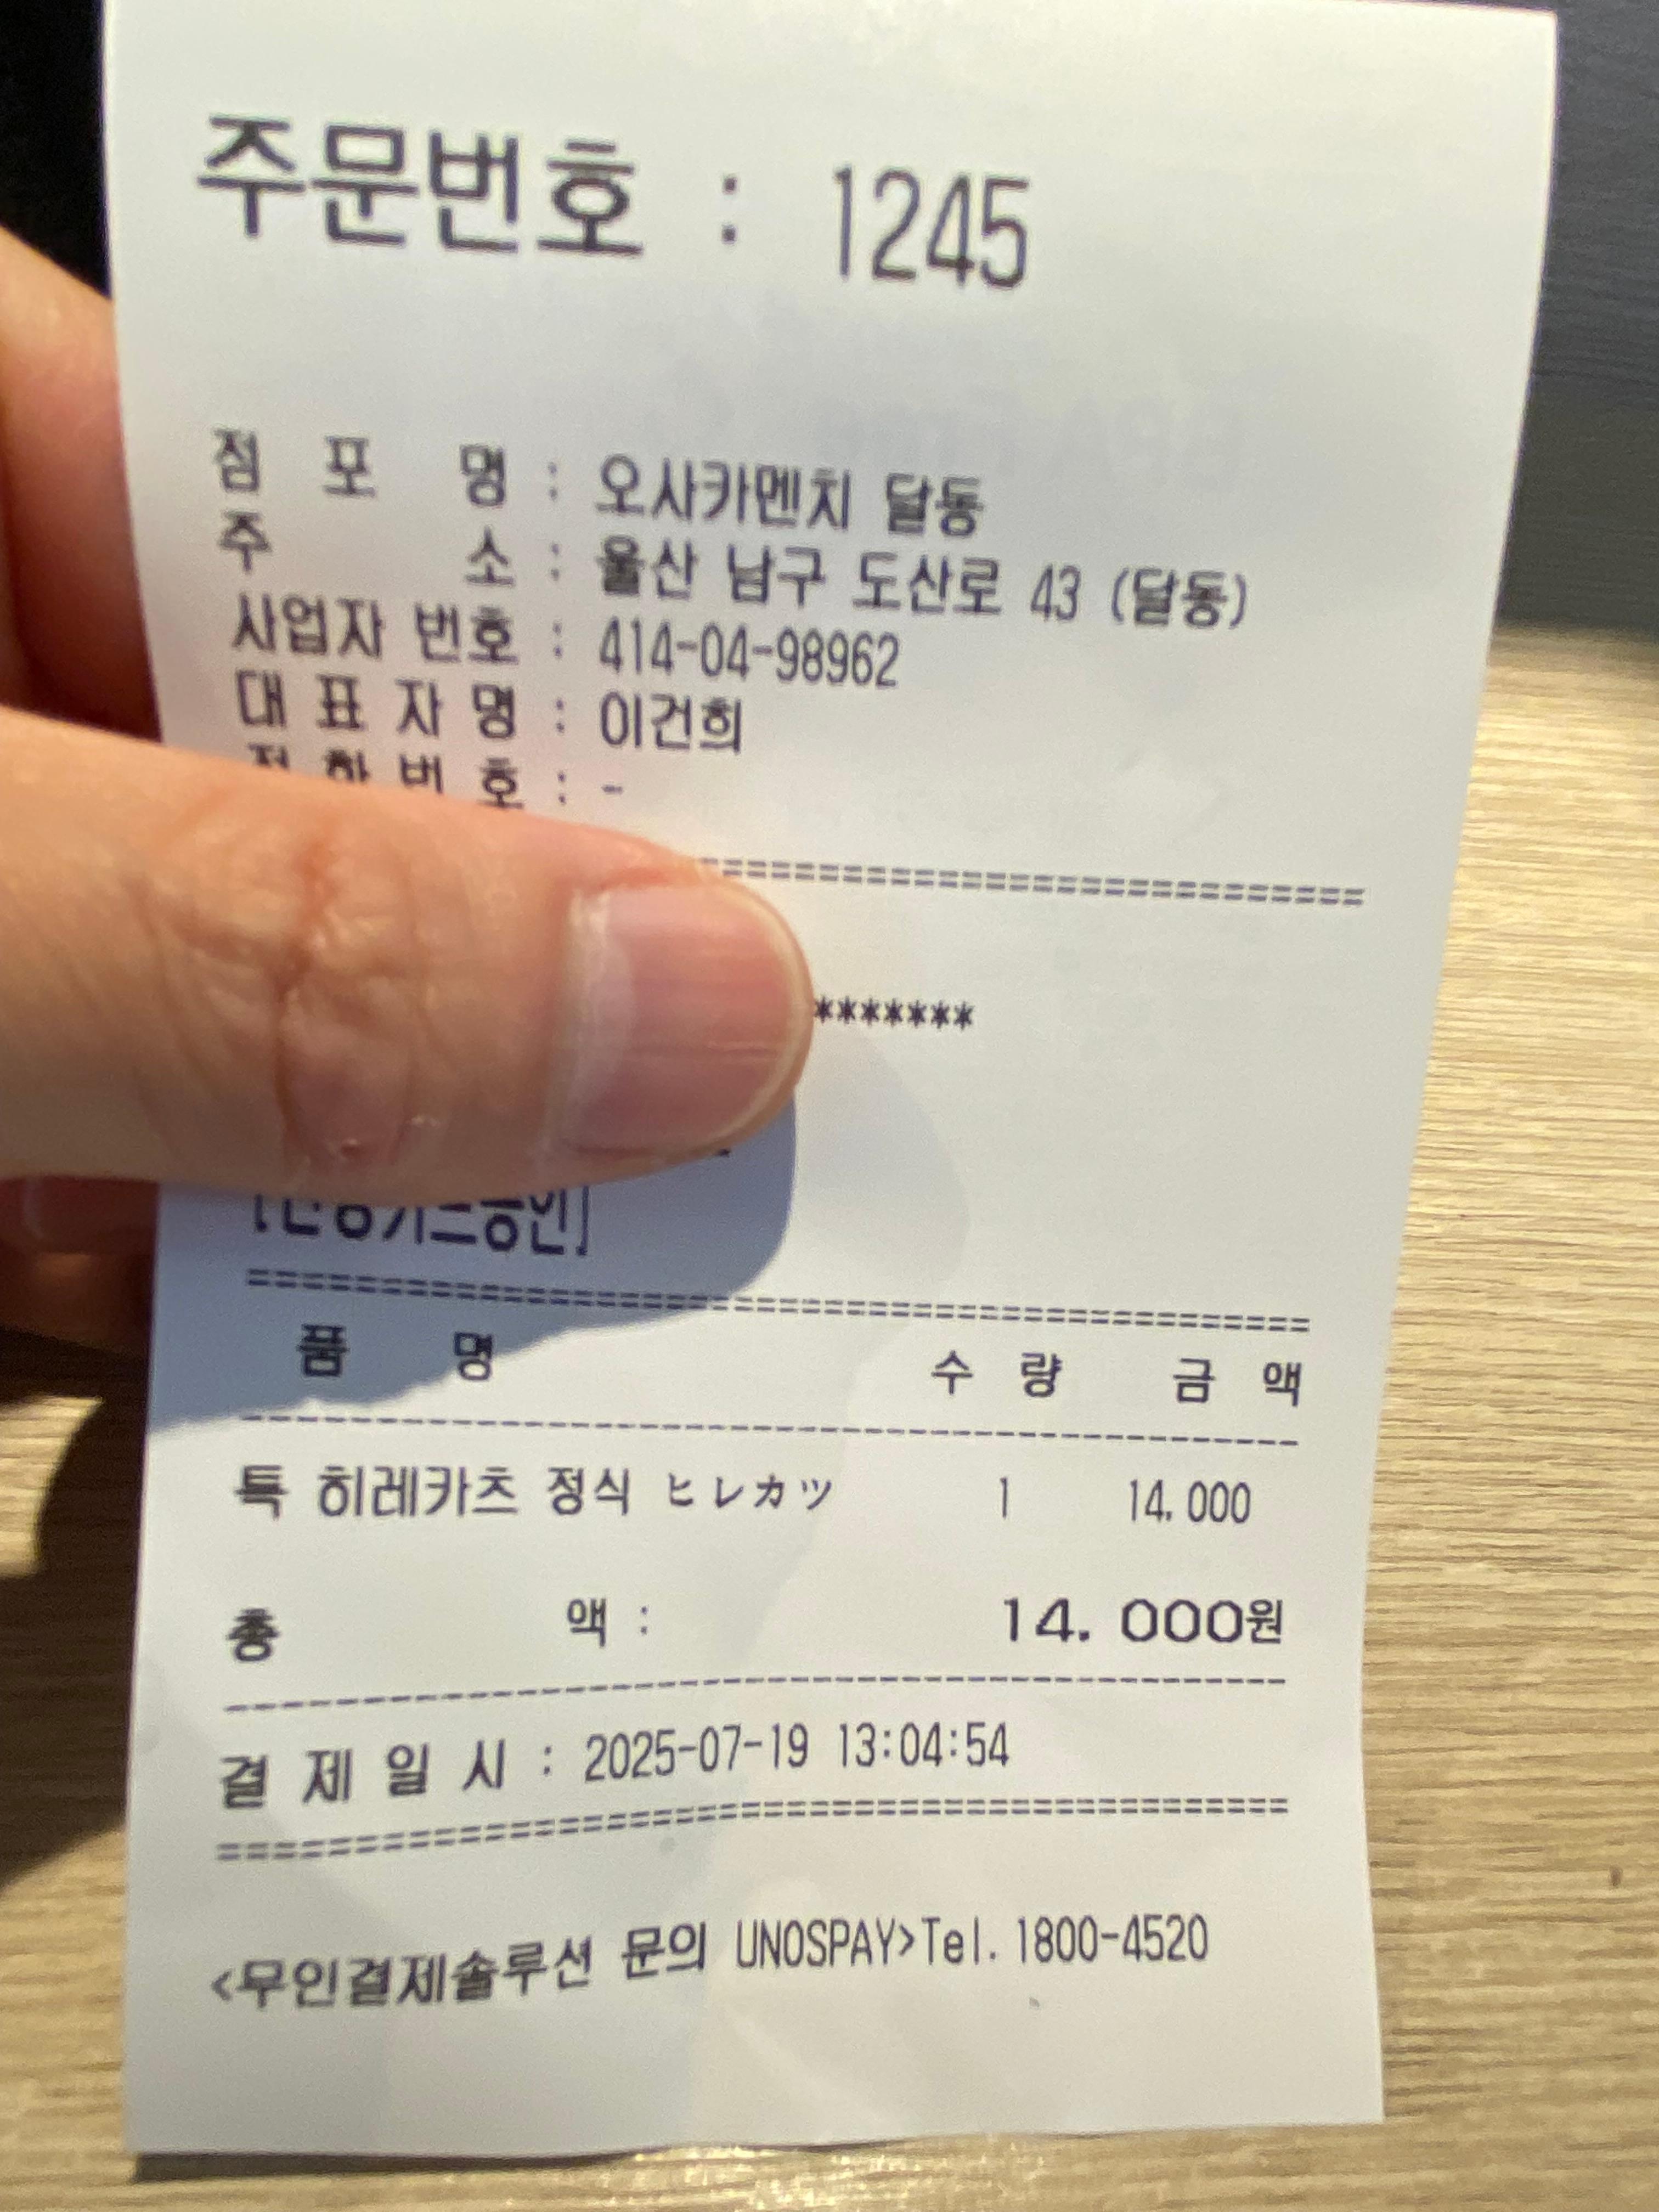 주문번호 : 1245
점 포 명 : 오사카멘치 달동
주 소 : 울산 남구 도산로 43 (달동)
사업자 번호 : 414-04-98962
대 표 자 명 : 이건희
전 화 번 호 : -
===========================
*******
===========================================
품 명 수 량 금 액
-------------------------------------------
특 히레카츠 정식 ヒレカツ 1 14.000
총 액 : 14. 000원
-------------------------------------------
결 제 일 시 : 2025-07-19 13:04:54
===========================================
<무인결제솔루션 문의 UNOSPAY>Tel.1800-4520